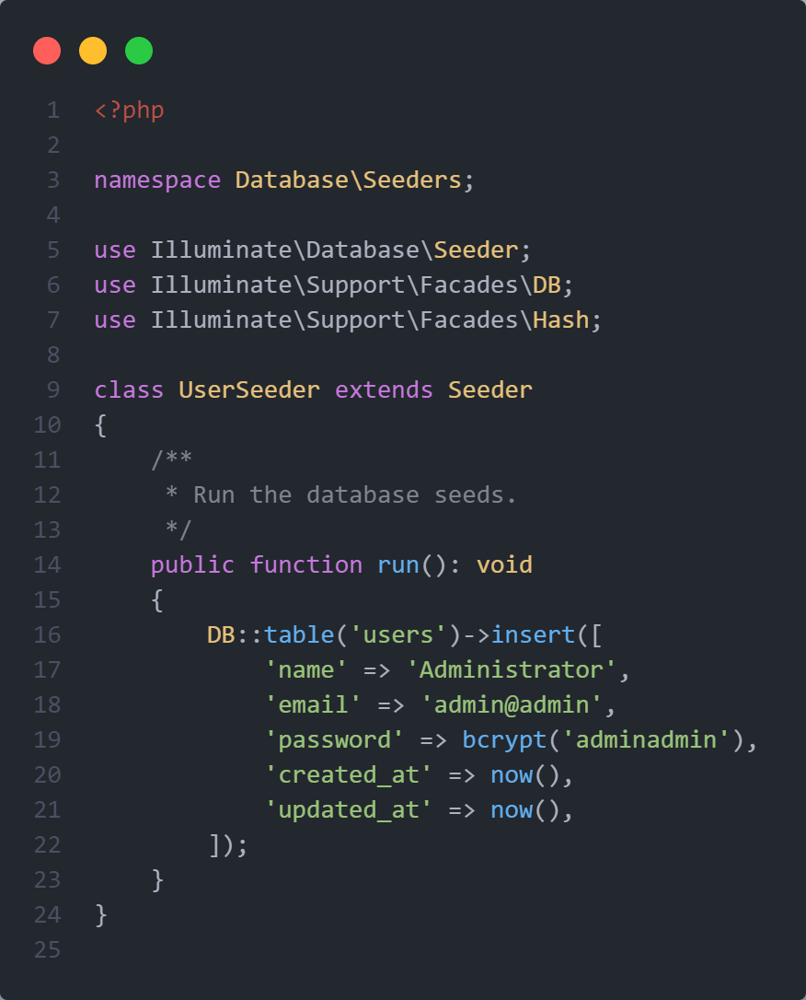 1 <?php
2
3 namespace Database\Seeders;
4
5 use Illuminate\Database\Seeder;
6 use Illuminate\Support\Facades\DB;
7 use Illuminate\Support\Facades\Hash;
8
9 class UserSeeder extends Seeder
10 {
11     /**
12      * Run the database seeds.
13      */
14     public function run(): void
15     {
16         DB::table('users')->insert([
17             'name' => 'Administrator',
18             'email' => 'admin@admin',
19             'password' => bcrypt('adminadmin'),
20             'created_at' => now(),
21             'updated_at' => now(),
22         ]);
23     }
24 }
25